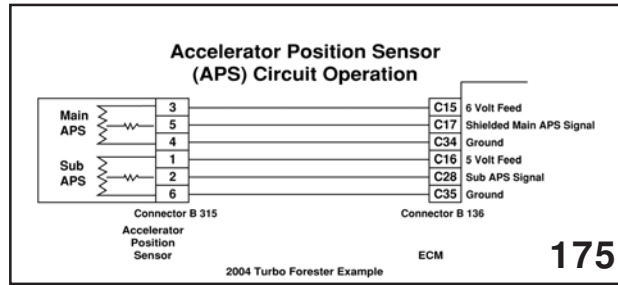 Accelerator Position Sensor
(APS) Circuit Operation
Main
APS
Sub
APS
3
5
4
1
2
6
C15 6 Volt Feed
C17 Shielded Main APS Signal
C34 Ground
C16 5 Volt Feed
C28 Sub APS Signal
C35 Ground
Connector B 315
Connector B 136
Accelerator
Position
Sensor
ECM
2004 Turbo Forester Example
175